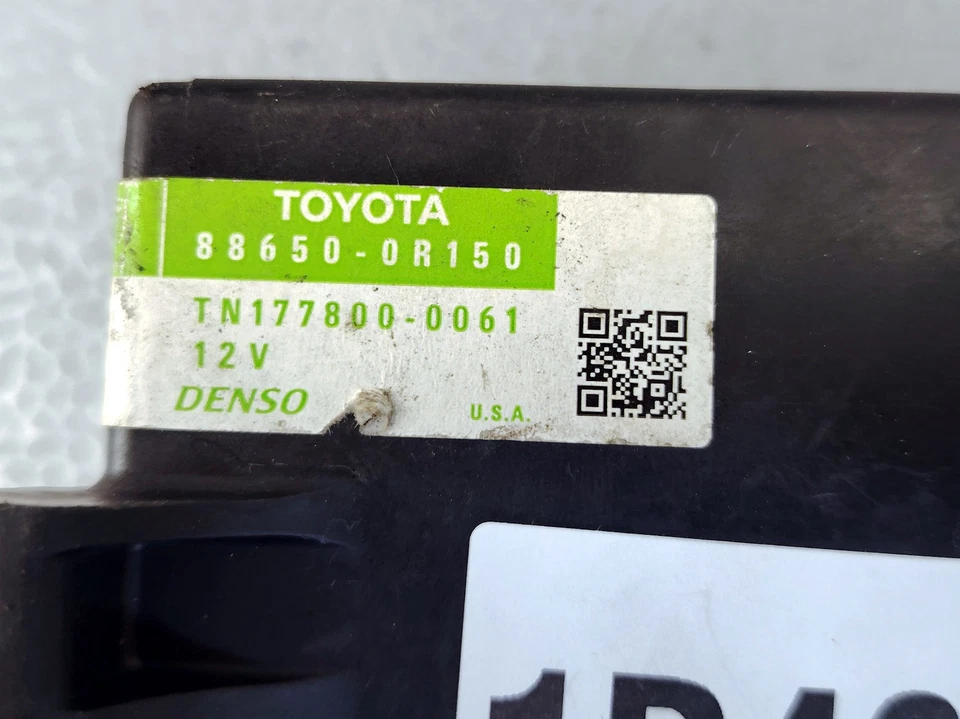 TOYOTA
88650-0R150
TN177800-0061
12V
DENSO
U.S.A.